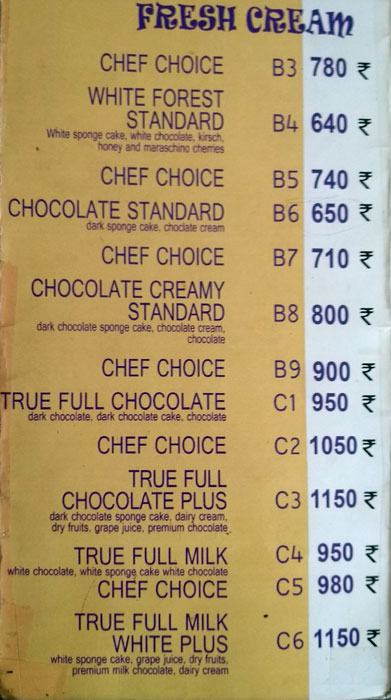 FRESH CREAM
CHEF CHOICE B3 780 ₹
WHITE FOREST
STANDARD B4 640 ₹
White sponge cake, white chocolate, kirsch,
honey and maraschino cherries
CHEF CHOICE B5 740 ₹
CHOCOLATE STANDARD B6 650 ₹
dark sponge cake, choclate cream
CHEF CHOICE B7 710 ₹
CHOCOLATE CREAMY
STANDARD B8 800 ₹
dark chocolate sponge cake, chocolate cream,
chocolate
CHEF CHOICE B9 900 ₹
TRUE FULL CHOCOLATE C1 950 ₹
dark chocolate, dark chocolate cake, chocolate
CHEF CHOICE C2 1050 ₹
TRUE FULL
CHOCOLATE PLUS C3 1150 ₹
dark chocolate sponge cake, dairy cream,
dry fruits, grape juice, premium chocolate
TRUE FULL MILK C4 950 ₹
white chocolate, white sponge cake white chocolate
CHEF CHOICE C5 980 ₹
TRUE FULL MILK
WHITE PLUS C6 1150 ₹
white sponge cake, grape juice, dry fruits,
premium milk chocolate, dairy cream